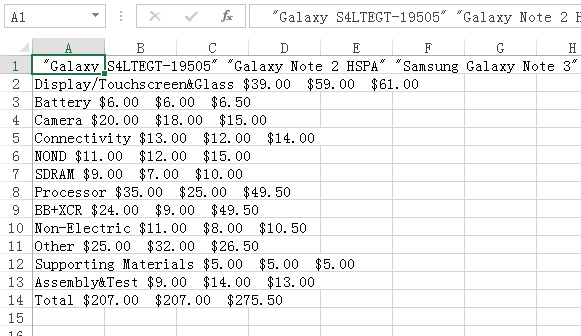 A1 fx "Galaxy S4LTEGT-19505" "Galaxy Note 2 H
A B C D E F G H
1 "Galaxy S4LTEGT-19505" "Galaxy Note 2 HSPA" "Samsung Galaxy Note 3"
2 Display/Touchscreen&Glass $39.00 $59.00 $61.00
3 Battery $6.00 $6.00 $6.50
4 Camera $20.00 $18.00 $15.00
5 Connectivity $13.00 $12.00 $14.00
6 NOND $11.00 $12.00 $15.00
7 SDRAM $9.00 $7.00 $10.00
8 Processor $35.00 $25.00 $49.50
9 BB+XCR $24.00 $9.00 $49.50
10 Non-Electric $11.00 $8.00 $10.50
11 Other $25.00 $32.00 $26.50
12 Supporting Materials $5.00 $5.00 $5.00
13 Assembly&Test $9.00 $14.00 $13.00
14 Total $207.00 $207.00 $275.50
15
16